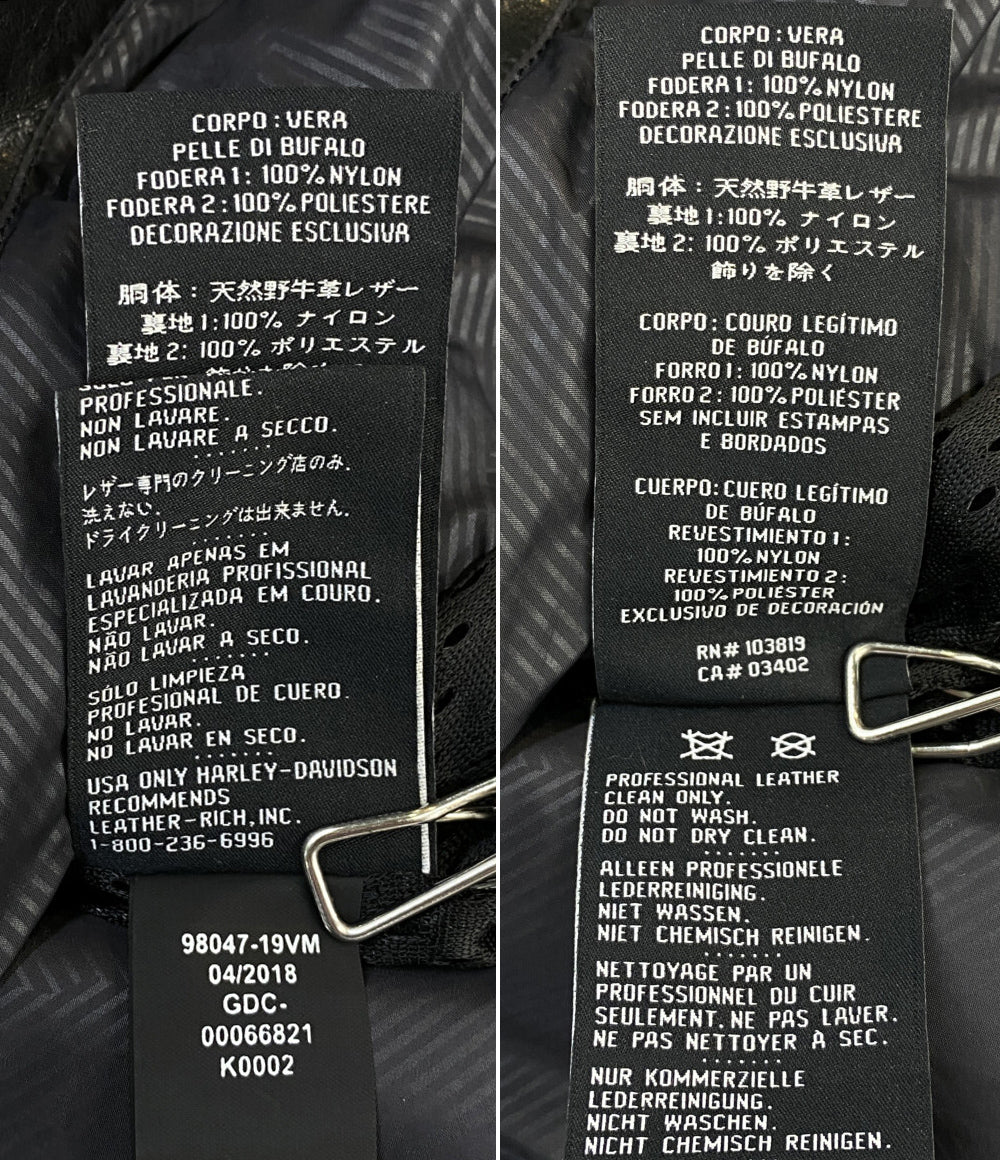 CORPO : VERA
PELLE DI BUFALO
FODERA 1: 100% NYLON
FODERA 2 : 100% POLIESTERE
DECORAZIONE ESCLUSIVA
胴体 : 天然野牛革レザー
裏地 1:100% ナイロン
裏地 2: 100% ポリエステル
PROFESSIONALE.
NON LAVARE.
NON LAVARE A SECCO.
レザー専門のクリーニング店のみ.
洗えない.
ドライクリーニングは出来ません.
LAVAR APENAS EM
LAVANDERIA PROFISSIONAL
ESPECIALIZADA EM COURO.
NÃO LAVAR.
NÃO LAVAR A SECO.
SÓLO LIMPIEZA
PROFESIONAL DE CUERO.
NO LAVAR.
NO LAVAR EN SECO.
USA ONLY HARLEY-DAVIDSON
RECOMMENDS
LEATHER-RICH, INC.
1-800-236-6996
98047-19VM
04/2018
GDC-
00066821
K0002
CORPO : VERA
PELLE DI BUFALO
FODERA 1 : 100% NYLON
FODERA 2 : 100% POLIESTERE
DECORAZIONE ESCLUSIVA
胴体 : 天然野牛革レザー
裏地 1:100% ナイロン
裏地 2: 100% ポリエステル
飾りを除く
CORPO : COURO LEGÍTIMO
DE BÚFALO
FORRO 1 : 100% NYLON
FORRO 2 : 100% POLIÉSTER
SEM INCLUIR ESTAMPAS
E BORDADOS
CUERPO: CUERO LEGÍTIMO
DE BÚFALO
REVESTIMIENTO 1 :
100% NYLON
REVESTIMIENTO 2 :
100% POLIÉSTER
EXCLUSIVO DE DECORACIÓN
RN# 103819
CA# 03402
PROFESSIONAL LEATHER
CLEAN ONLY.
DO NOT WASH.
DO NOT DRY CLEAN.
ALLEEN PROFESSIONELE
LEDERREINIGING.
NIET WASSEN.
NIET CHEMISCH REINIGEN.
NETTOYAGE PAR UN
PROFESSIONNEL DU CUIR
SEULEMENT. NE PAS LAVER.
NE PAS NETTOYER À SEC.
NUR KOMMERZIELLE
LEDERREINIGUNG.
NICHT WASCHEN.
NICHT CHEMISCH REINIGEN.